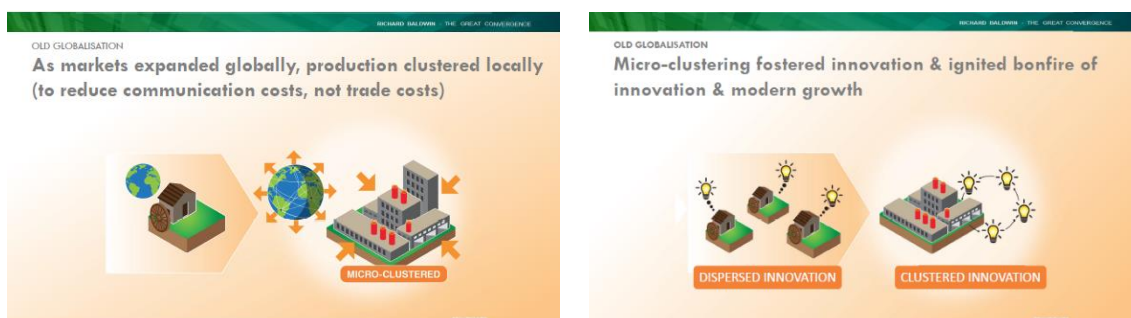 RICHARD BALDWIN - THE GREAT CONVERGENCE
OLD GLOBALISATION
As markets expanded globally, production clustered locally
(to reduce communication costs, not trade costs)
MICRO-CLUSTERED
RICHARD BALDWIN - THE GREAT CONVERGENCE
OLD GLOBALISATION
Micro-clustering fostered innovation & ignited bonfire of
innovation & modern growth
DISPERSED INNOVATION
CLUSTERED INNOVATION